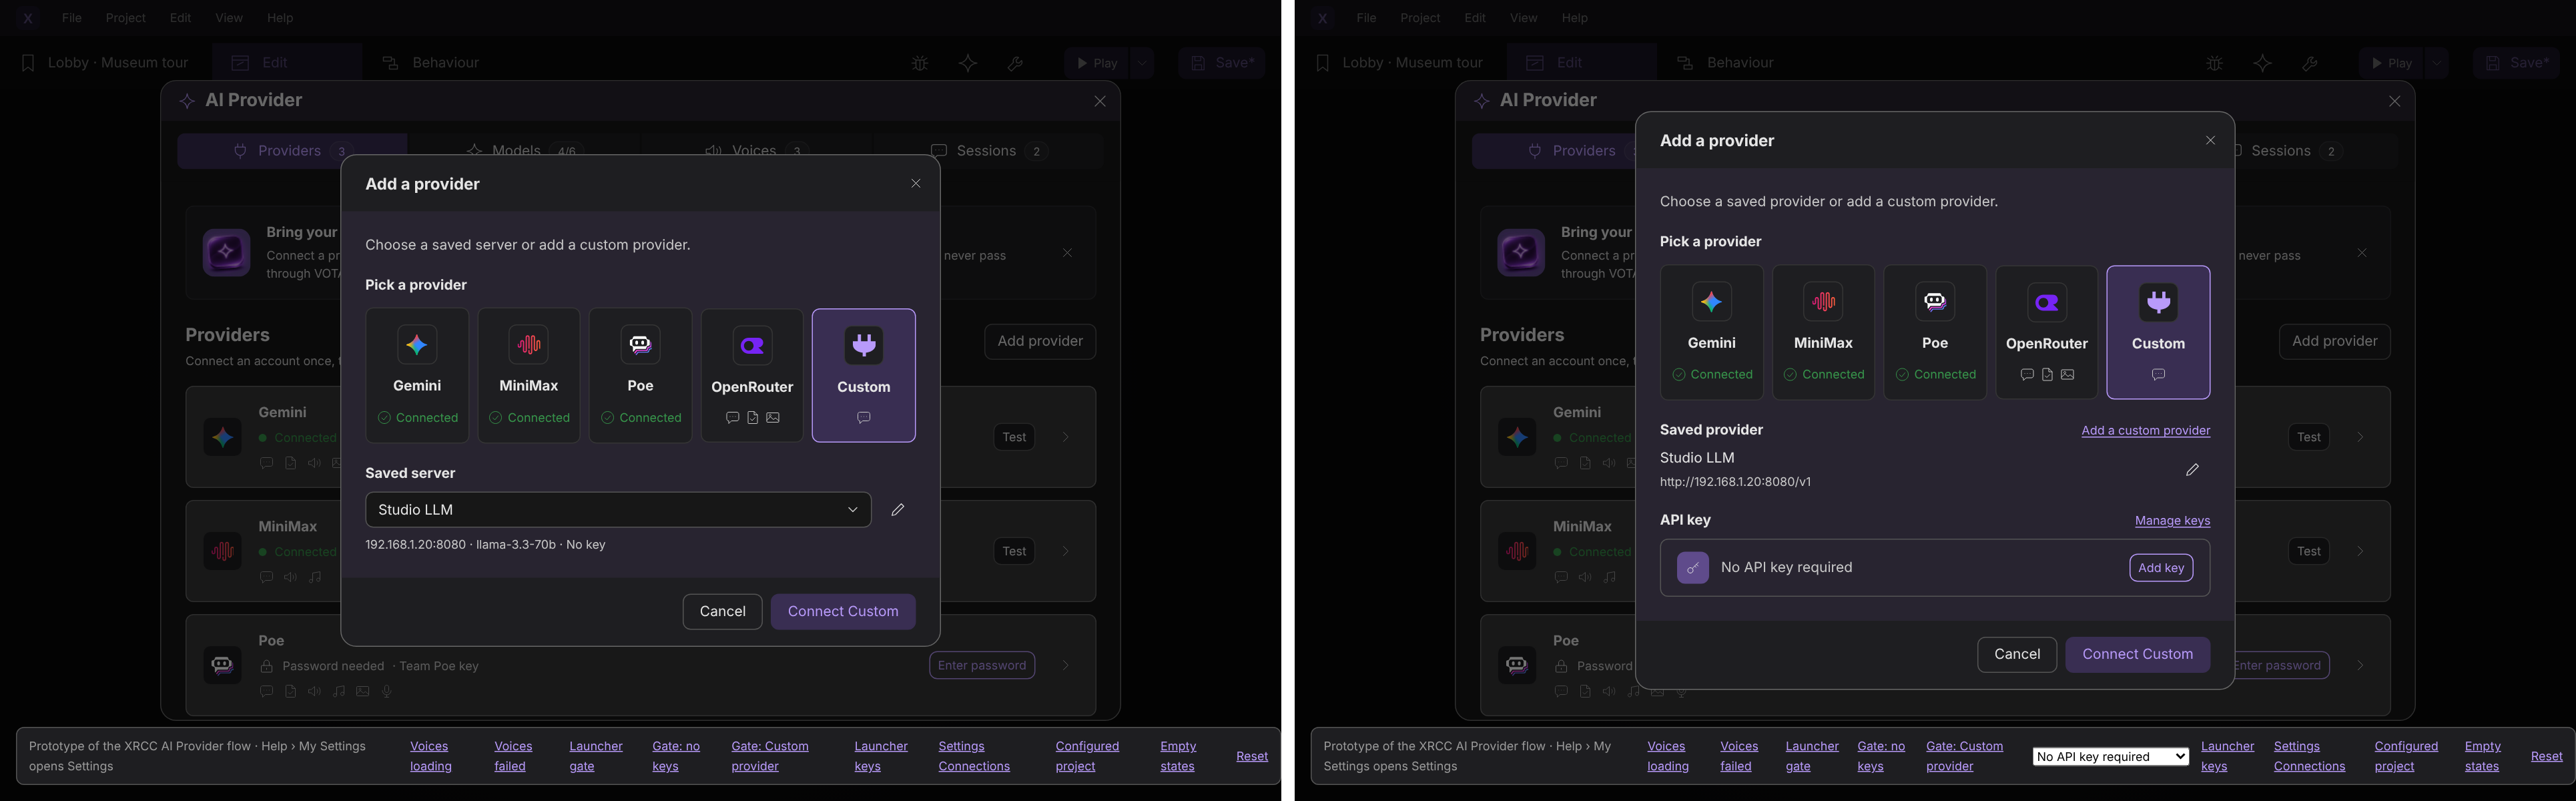 X File Project Edit View Help
Lobby · Museum tour Edit Behaviour Play Save*
AI Provider
Providers 3 Models 4/6 Voices 3 Sessions 2
Add a provider
Bring your
Connect a pr never pass
through VOTA
Choose a saved server or add a custom provider.
Pick a provider
Gemini MiniMax Poe OpenRouter Custom
Connected Connected Connected
Providers Add provider
Connect an account once, t
Gemini
Connected Test
MiniMax
Connected Test
Saved server
Studio LLM
192.168.1.20:8080 · llama-3.3-70b · No key
Cancel Connect Custom
Poe
Password needed · Team Poe key Enter password
Prototype of the XRCC AI Provider flow · Help › My Settings
opens Settings
Voices
loading
Voices
failed
Launcher
gate
Gate: no
keys
Gate: Custom
provider
Launcher
keys
Settings
Connections
Configured
project
Empty
states
Reset
X File Project Edit View Help
Lobby · Museum tour Edit Behaviour Play Save*
AI Provider
Providers Sessions 2
Add a provider
Bring your
Connect a pr never pass
through VOTA
Choose a saved provider or add a custom provider.
Pick a provider
Gemini MiniMax Poe OpenRouter Custom
Connected Connected Connected
Providers Add provider
Connect an account once, t
Gemini
Connected Test
MiniMax
Connected Test
Saved provider Add a custom provider
Studio LLM
http://192.168.1.20:8080/v1
API key Manage keys
No API key required Add key
Cancel Connect Custom
Poe
Password Enter password
Prototype of the XRCC AI Provider flow · Help › My
Settings opens Settings
Voices
loading
Voices
failed
Launcher
gate
Gate: no
keys
Gate: Custom
provider
No API key required
Launcher
keys
Settings
Connections
Configured
project
Empty
states
Reset